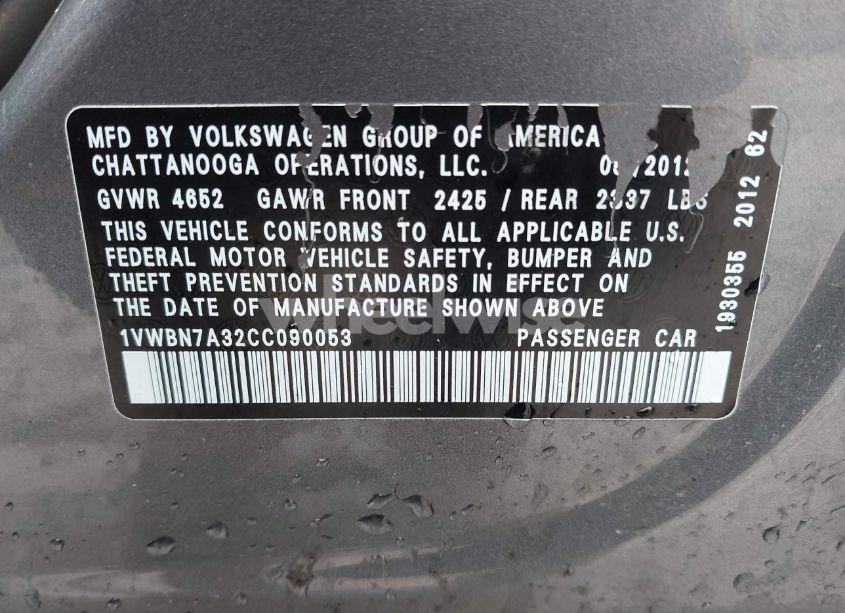 MFD BY VOLKSWAGEN GROUP OF AMERICA
CHATTANOOGA OPERATIONS, LLC.
GVWR 4652 GAWR FRONT 2425 / REAR LBS
THIS VEHICLE CONFORMS TO ALL APPLICABLE U.S.
FEDERAL MOTOR VEHICLE SAFETY, BUMPER AND
THEFT PREVENTION STANDARDS IN EFFECT ON
THE DATE OF MANUFACTURE SHOWN ABOVE
1VWBN7A32CC090053 PASSENGER CAR
1930355 2012 62
wheelwise